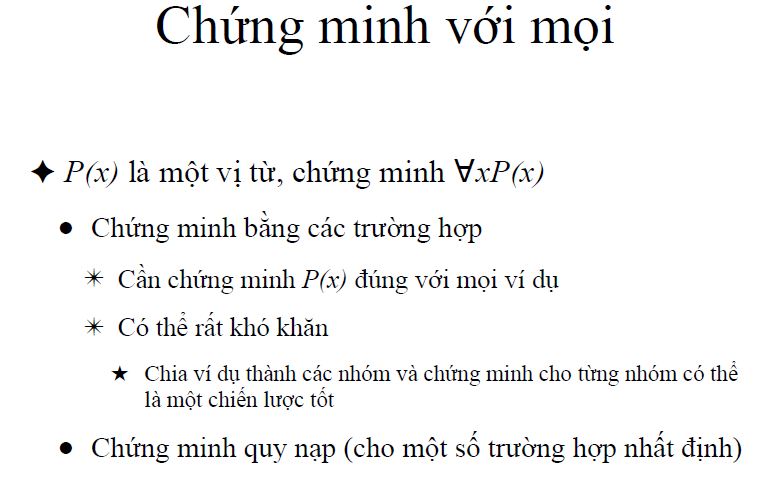 Chứng minh với mọi
✦ P(x) là một vị từ, chứng minh ∀xP(x)
● Chứng minh bằng các trường hợp
✴ Cần chứng minh P(x) đúng với mọi ví dụ
✴ Có thể rất khó khăn
★ Chia ví dụ thành các nhóm và chứng minh cho từng nhóm có thể
là một chiến lược tốt
● Chứng minh quy nạp (cho một số trường hợp nhất định)